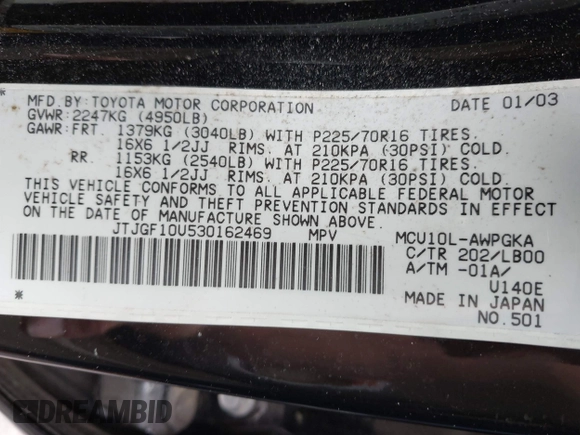 MFD.BY:TOYOTA MOTOR CORPORATION DATE 01/03
GVWR:2247KG (4950LB)
GAWR:FRT. 1379KG (3040LB) WITH P225/70R16 TIRES.
16X6 1/2JJ RIMS. AT 210KPA (30PSI) COLD.
RR. 1153KG (2540LB) WITH P225/70R16 TIRES.
16X6 1/2JJ RIMS. AT 210KPA (30PSI) COLD.
THIS VEHICLE CONFORMS TO ALL APPLICABLE FEDERAL MOTOR
VEHICLE SAFETY AND THEFT PREVENTION STANDARDS IN EFFECT
ON THE DATE OF MANUFACTURE SHOWN ABOVE.
*JTJGF10U530162469* MPV MCU10L-AWPGKA
C/TR 202/LB00
A/TM -01A/
U140E
MADE IN JAPAN
NO.501
DREAMBID